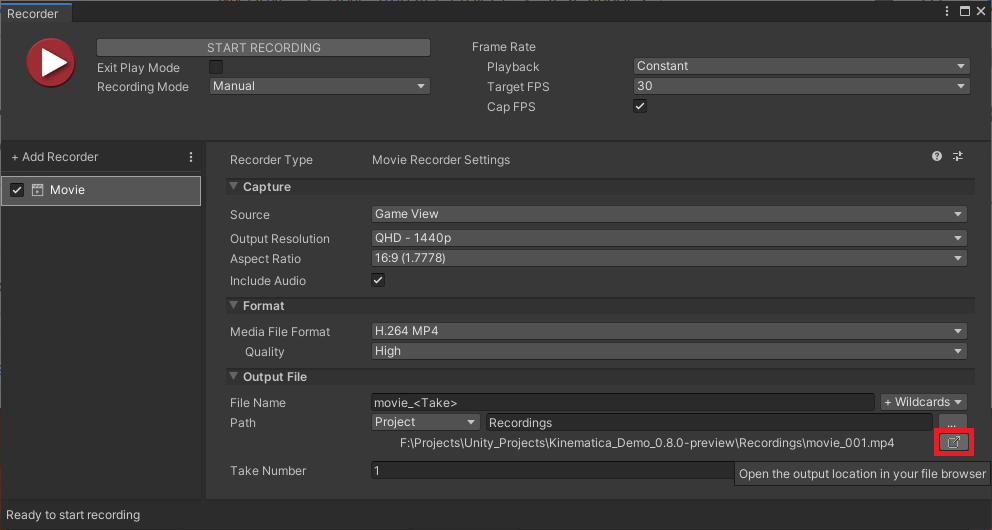 Recorder
START RECORDING
Exit Play Mode
Recording Mode Manual
Frame Rate
Playback Constant
Target FPS 30
Cap FPS
+ Add Recorder
Movie
Recorder Type Movie Recorder Settings
Capture
Source Game View
Output Resolution QHD - 1440p
Aspect Ratio 16:9 (1.7778)
Include Audio
Format
Media File Format H.264 MP4
Quality High
Output File
File Name movie_<Take> + Wildcards
Path Project Recordings ...
F:\Projects\Unity_Projects\Kinematica_Demo_0.8.0-preview\Recordings\movie_001.mp4
Take Number 1
Open the output location in your file browser
Ready to start recording